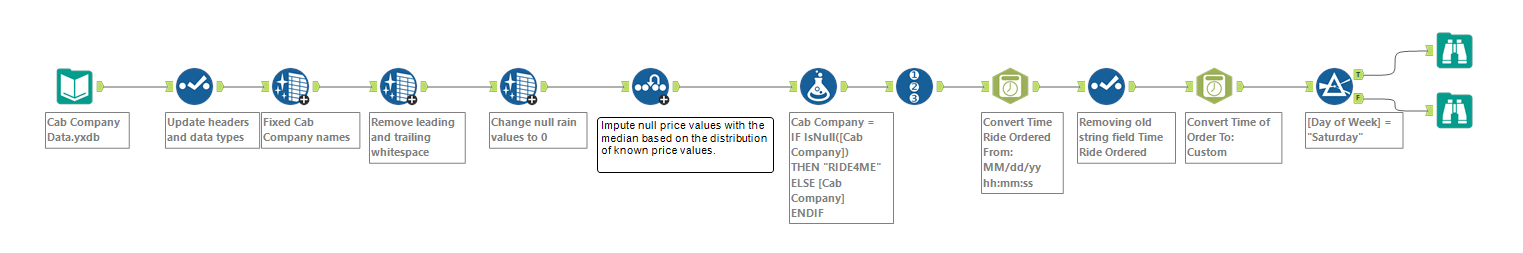 Cab Company
Data.yxdb
Update headers
and data types
Fixed Cab
Company names
Remove leading
and trailing
whitespace
Change null rain
values to 0
Impute null price values with the
median based on the distribution
of known price values.
Cab Company =
IF IsNull([Cab
Company])
THEN "RIDE4ME"
ELSE [Cab
Company]
ENDIF
1
2
3
Convert Time
Ride Ordered
From:
MM/dd/yy
hh:mm:ss
Removing old
string field Time
Ride Ordered
Convert Time of
Order To:
Custom
[Day of Week] =
"Saturday"
T
F